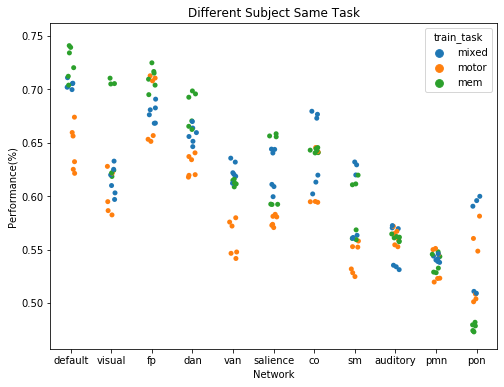 Different Subject Same Task
train_task
mixed
motor
mem
Performance(%)
0.75
0.70
0.65
0.60
0.55
0.50
default visual fp dan van salience co sm auditory pmn pon
Network